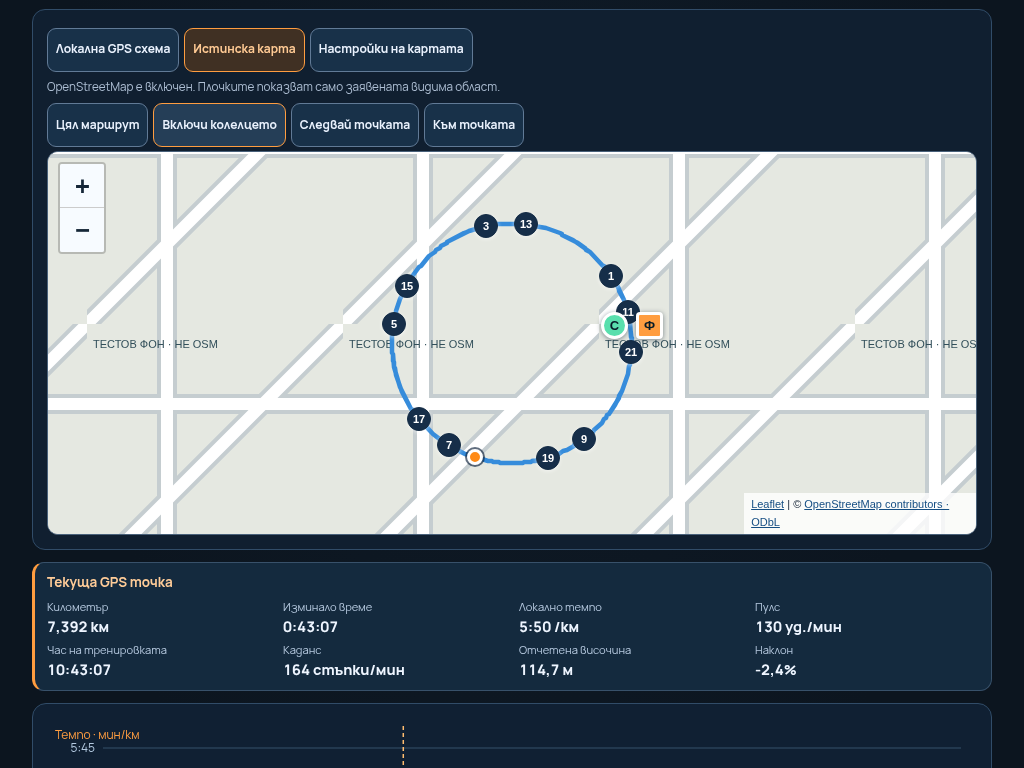 Локална GPS схема
Истинска карта
Настройки на картата
OpenStreetMap е включен. Плочките показват само заявената видима област.
Цял маршрут
Включи колелцето
Следвай точката
Към точката
+
−
3
13
1
15
11
5
С
Ф
ТЕСТОВ ФОН · НЕ OSM
ТЕСТОВ ФОН · НЕ OSM
ТЕСТОВ ФОН · НЕ OSM
ТЕСТОВ ФОН · НЕ OS
21
17
7
9
19
Leaflet | © OpenStreetMap contributors ·
ODbL
Текуща GPS точка
Километър
Изминало време
Локално темпо
Пулс
7,392 км
0:43:07
5:50 /км
130 уд./мин
Час на тренировката
Каданс
Отчетена височина
Наклон
10:43:07
164 стъпки/мин
114,7 м
-2,4%
Темпо · мин/км
5:45